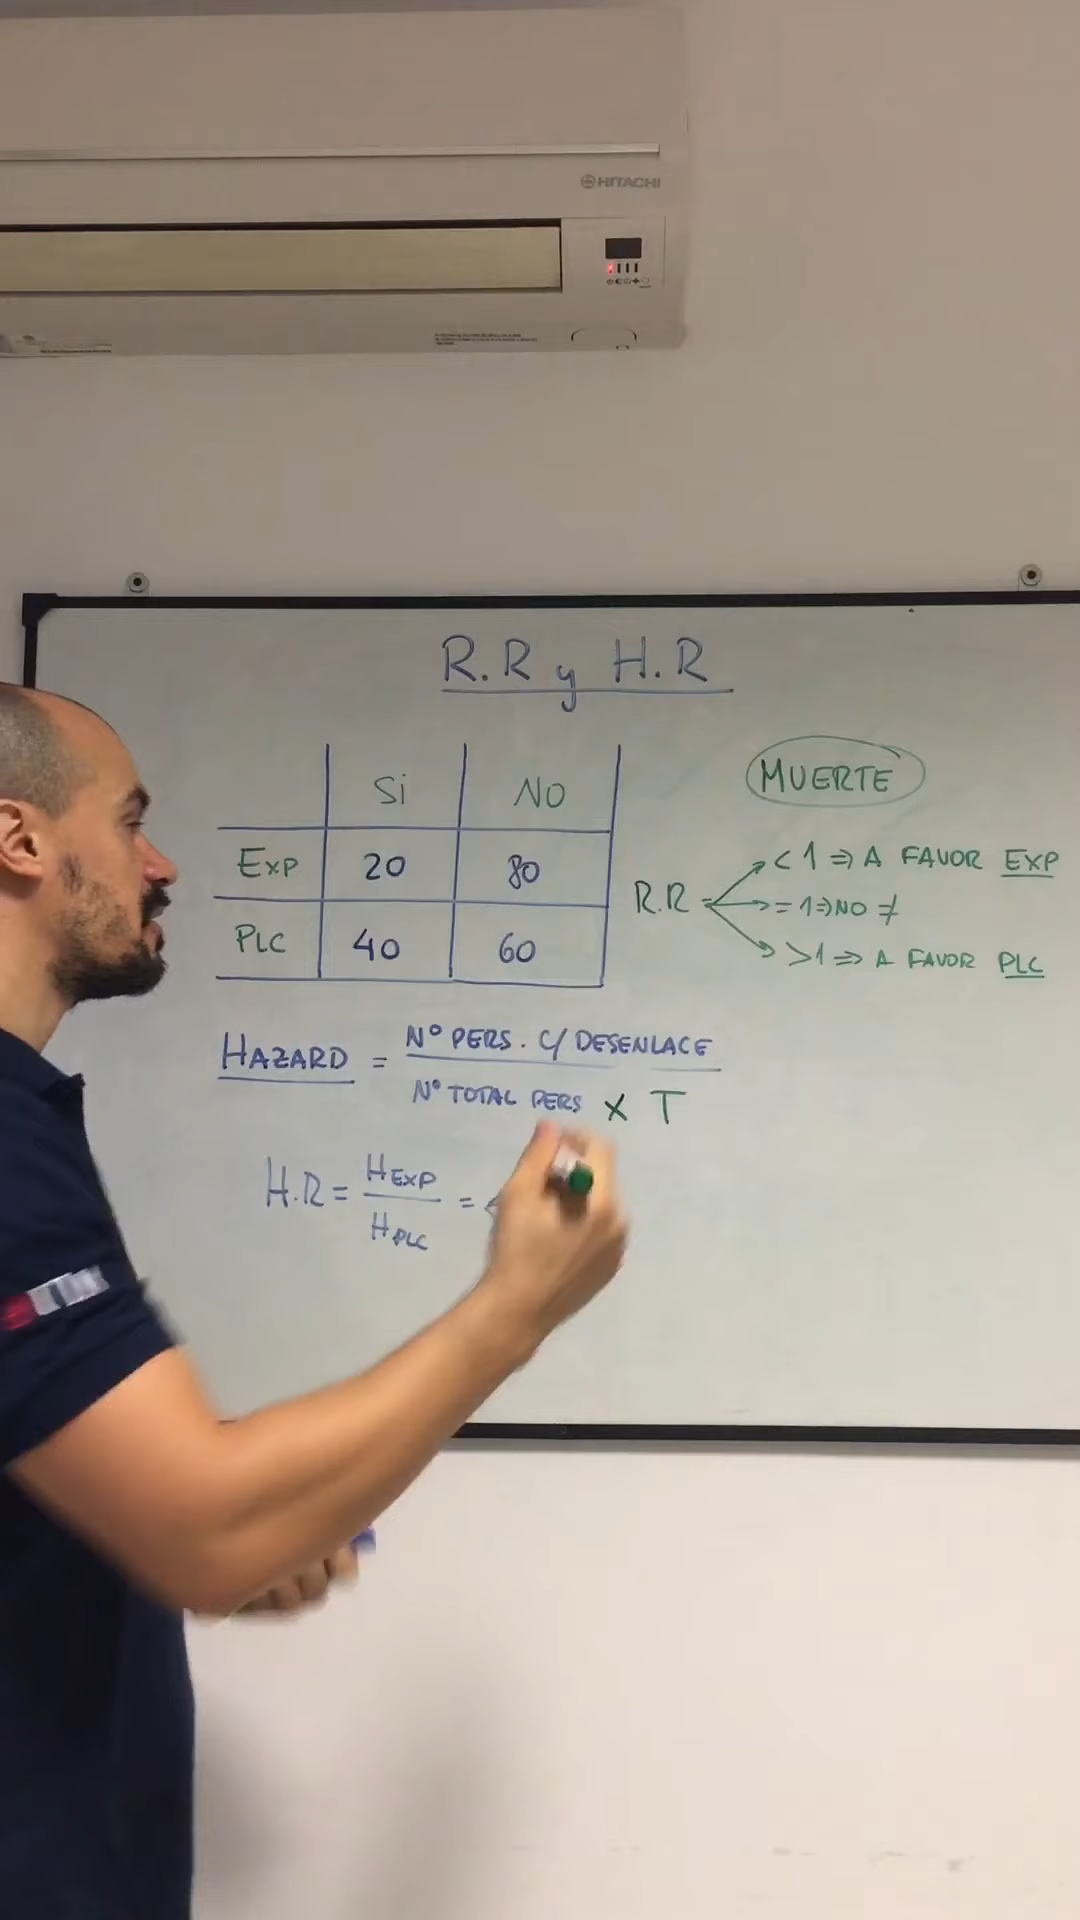 HITACHI
R.R y H.R
Si NO
Exp 20 80
PLC 40 60
MUERTE
R.R = < 1 => A FAVOR EXP
= 1 => NO ≠
> 1 => A FAVOR PLC
HAZARD = Nº PERS. C/ DESENLACE
Nº TOTAL PERS X T
H.R = HEXP =
HPLC